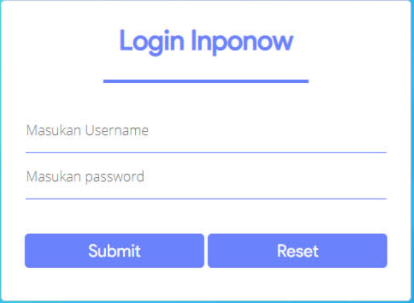 Login Inponow
Masukan Username
Masukan password
Submit
Reset